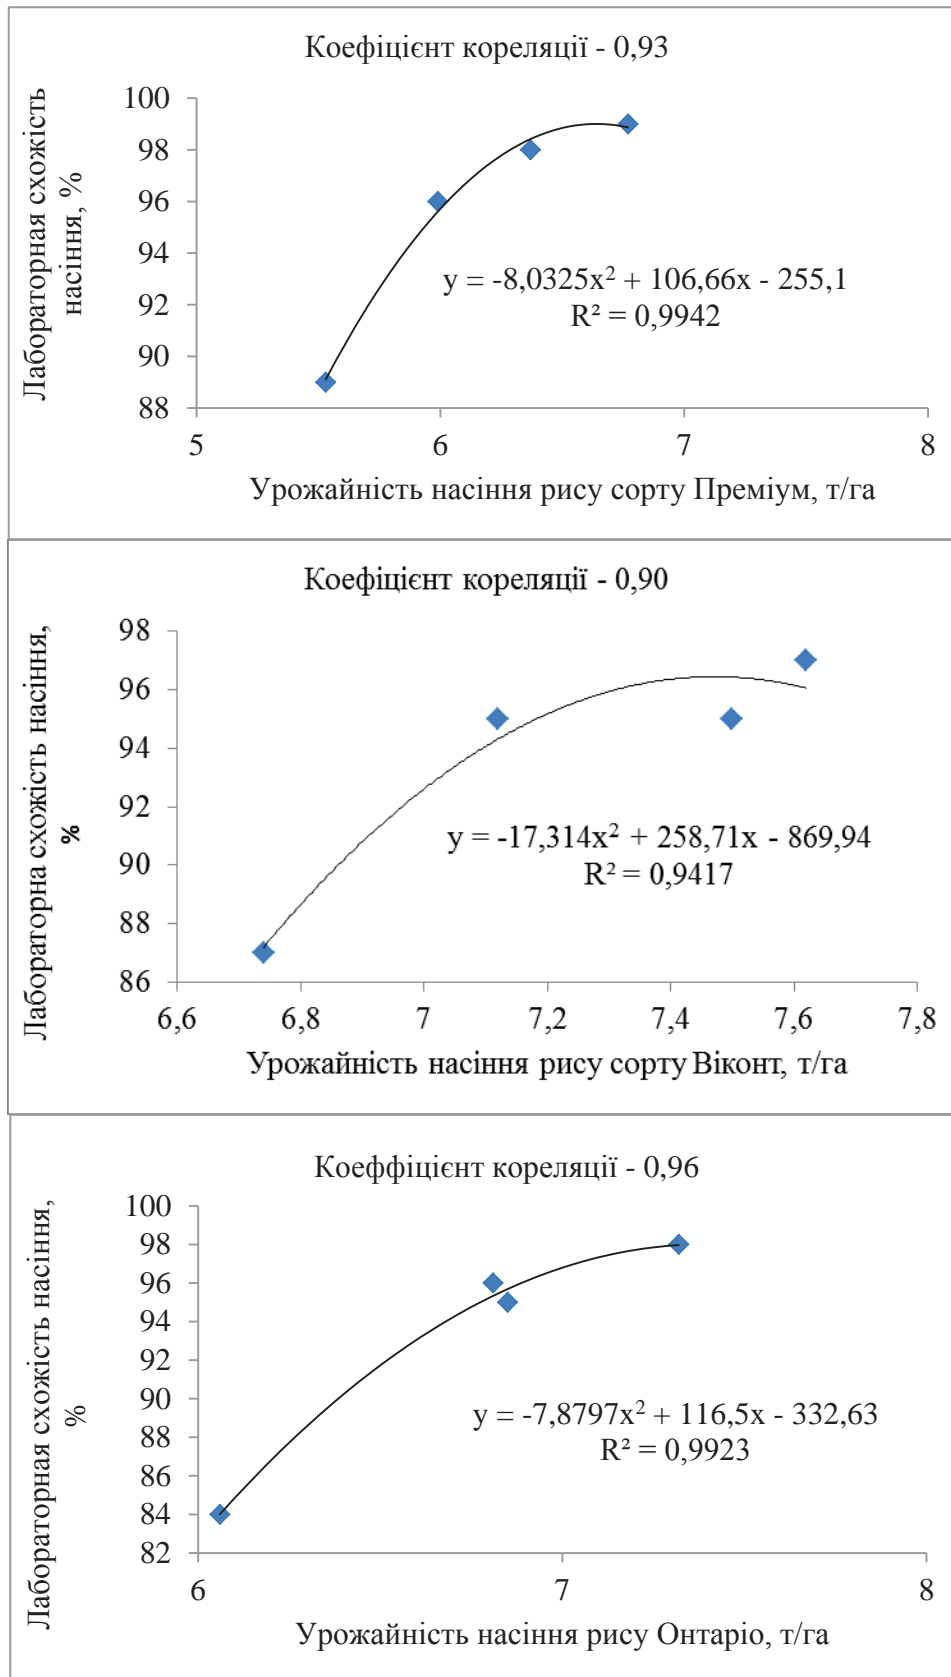 Коефіцієнт кореляції - 0,93
Лабораторная схожість
насіння, %
100
98
96
94
92
90
88
y = -8,0325x² + 106,66x - 255,1
R² = 0,9942
5 6 7 8
Урожайність насіння рису сорту Преміум, т/га
Коефіцієнт кореляції - 0,90
Лабораторна схожість насіння,
%
98
96
94
92
90
88
86
y = -17,314x² + 258,71x - 869,94
R² = 0,9417
6,6 6,8 7 7,2 7,4 7,6 7,8
Урожайність насіння рису сорту Віконт, т/га
Коеффіцієнт кореляції - 0,96
Лабораторная схожість насіння,
%
100
98
96
94
92
90
88
86
84
82
y = -7,8797x² + 116,5x - 332,63
R² = 0,9923
6 7 8
Урожайність насіння рису Онтаріо, т/га